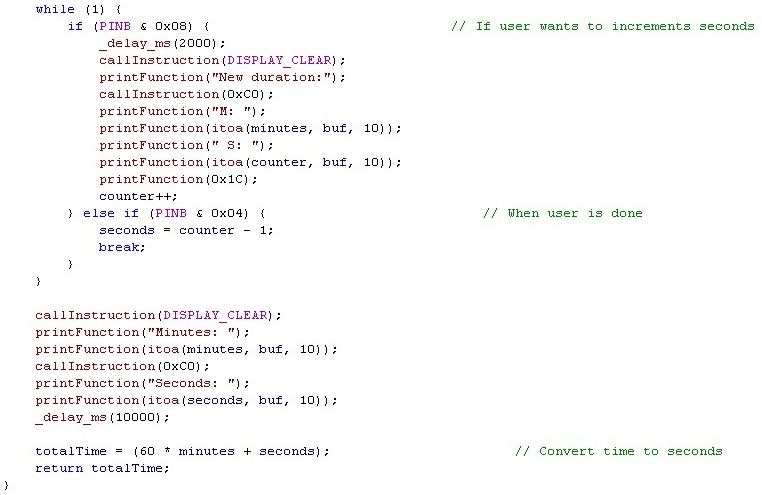 while (1) {
if (PINB & 0x08) { // If user wants to increments seconds
_delay_ms(2000);
callInstruction(DISPLAY_CLEAR);
printFunction("New duration:");
callInstruction(0xC0);
printFunction("M: ");
printFunction(itoa(minutes, buf, 10));
printFunction(" S: ");
printFunction(itoa(counter, buf, 10));
printFunction(0x1C);
counter++;
} else if (PINB & 0x04) { // When user is done
seconds = counter - 1;
break;
}
}
callInstruction(DISPLAY_CLEAR);
printFunction("Minutes: ");
printFunction(itoa(minutes, buf, 10));
callInstruction(0xC0);
printFunction("Seconds: ");
printFunction(itoa(seconds, buf, 10));
_delay_ms(10000);
totalTime = (60 * minutes + seconds); // Convert time to seconds
return totalTime;
}